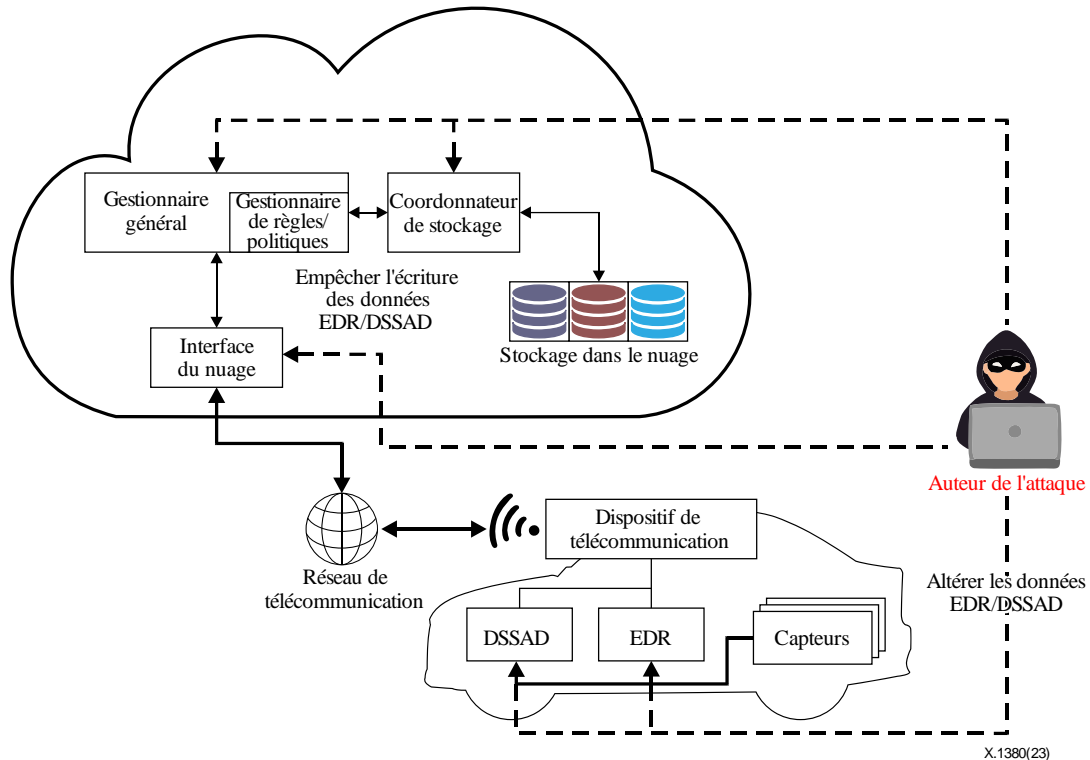 Gestionnaire
général
Gestionnaire
de règles/
politiques
Coordonnateur
de stockage
Empêcher l'écriture
des données
EDR/DSSAD
Interface
du nuage
Stockage dans le nuage
Auteur de l'attaque
Réseau de
télécommunication
Dispositif de
télécommunication
Altérer les données
EDR/DSSAD
DSSAD
EDR
Capteurs
X.1380(23)